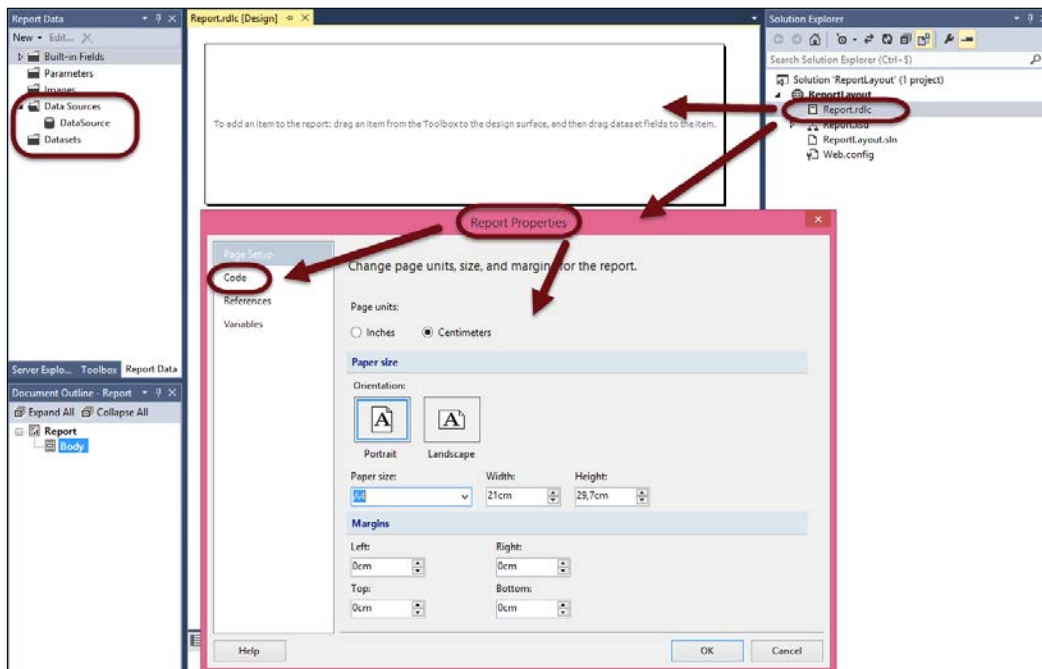 Report Data
New Edit...
Built-in Fields
Parameters
Images
Data Sources
DataSource
Datasets
Server Explo... Toolbox Report Data
Document Outline - Report
Expand All Collapse All
Report
Body
Report.rdlc [Design]
To add an item to the report: drag an item from the Toolbox to the design surface, and then drag dataset fields to the item.
Solution Explorer
Search Solution Explorer (Ctrl+$)
Solution 'ReportLayout' (1 project)
ReportLayout
Report.rdlc
Report.xsd
ReportLayout.sln
Web.config
Report Properties
Page Setup
Code
References
Variables
Change page units, size, and margins for the report.
Page units:
Inches Centimeters
Paper size
Orientation:
A A
Portrait Landscape
Paper size: Width: Height:
A4 21cm 29,7cm
Margins
Left: Right:
0cm 0cm
Top: Bottom:
0cm 0cm
Help OK Cancel